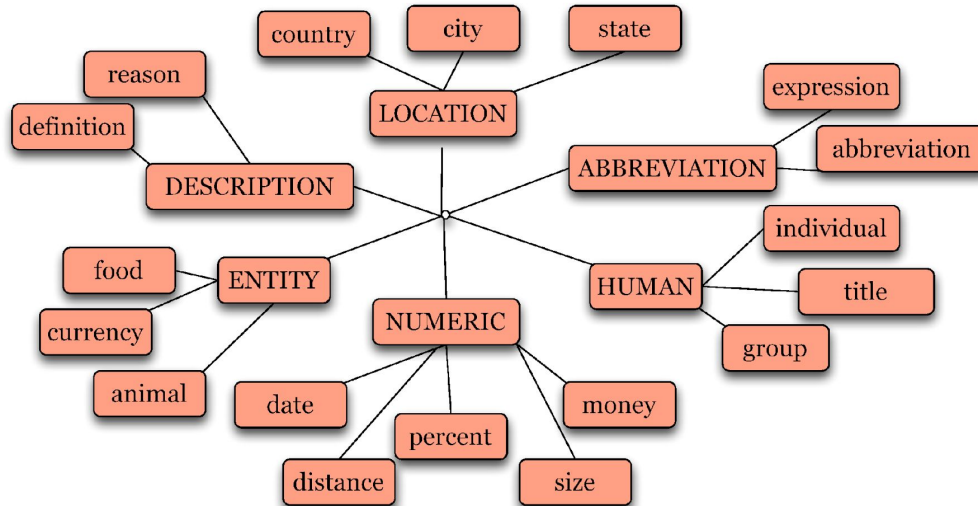 country
city
state
reason
definition
LOCATION
expression
abbreviation
DESCRIPTION
ABBREVIATION
individual
food
ENTITY
HUMAN
title
currency
NUMERIC
group
animal
date
money
percent
distance
size